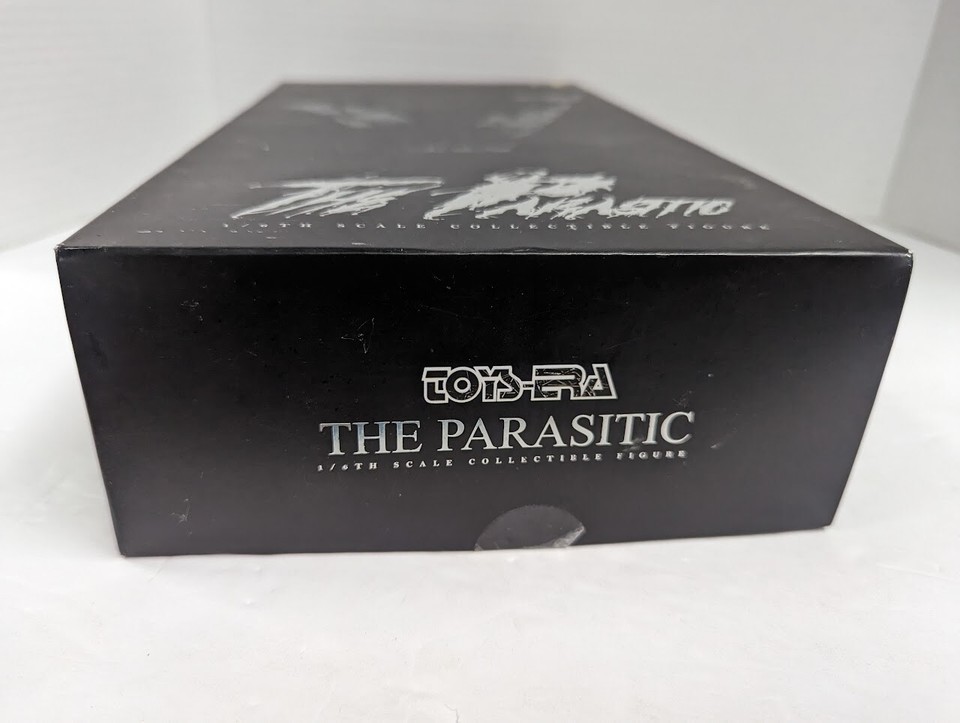 THE PARASITIC
1/6TH SCALE COLLECTIBLE FIGURE
TOYS-ERA
THE PARASITIC
1/6TH SCALE COLLECTIBLE FIGURE